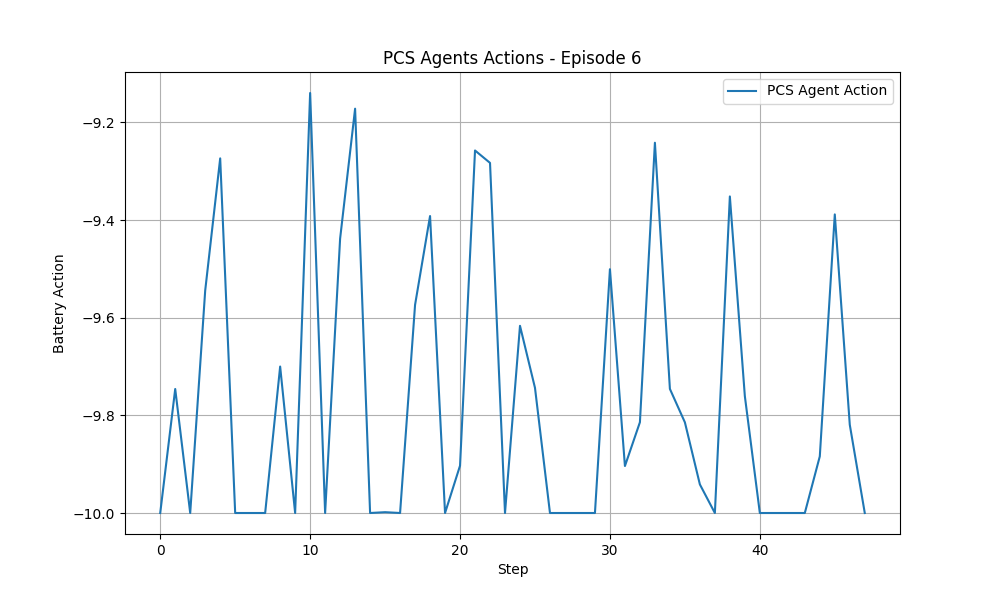 PCS Agents Actions - Episode 6
PCS Agent Action
−9.2
−9.4
−9.6
−9.8
−10.0
Battery Action
0 10 20 30 40
Step